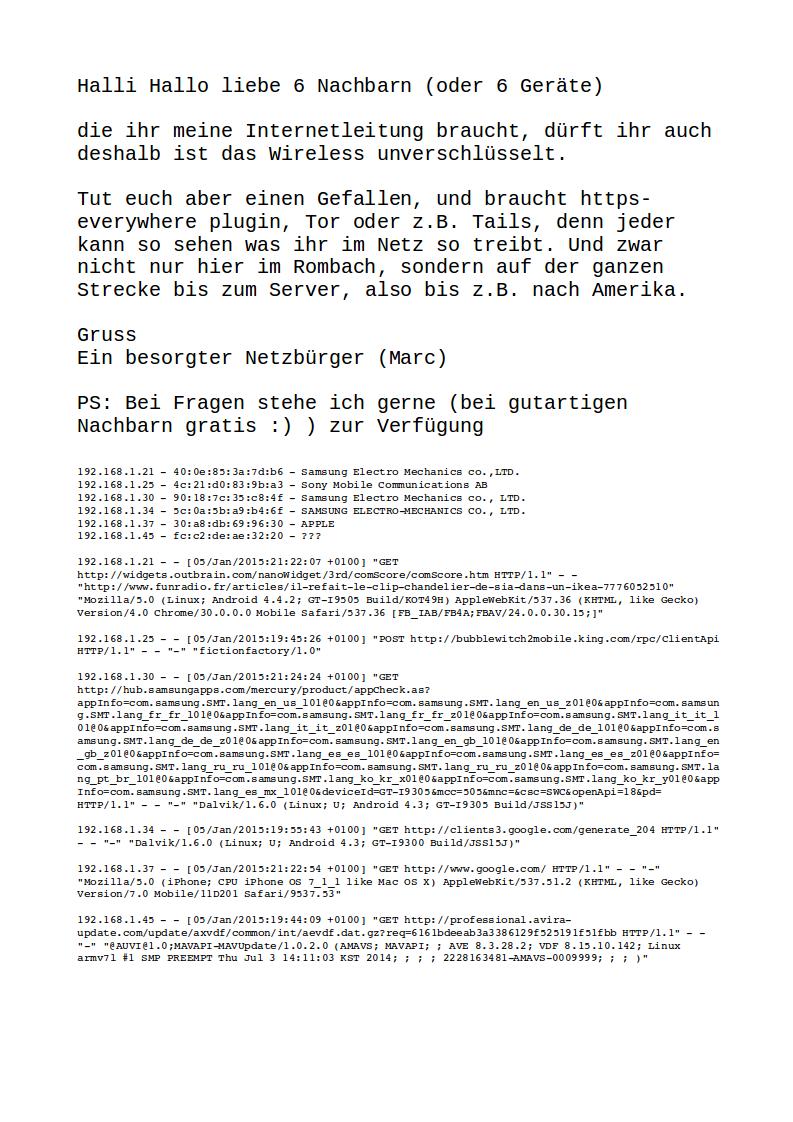 Halli Hallo liebe 6 Nachbarn (oder 6 Geräte)
die ihr meine Internetleitung braucht, dürft ihr auch
deshalb ist das Wireless unverschlüsselt.
Tut euch aber einen Gefallen, und braucht https-
everywhere plugin, Tor oder z.B. Tails, denn jeder
kann so sehen was ihr im Netz so treibt. Und zwar
nicht nur hier im Rombach, sondern auf der ganzen
Strecke bis zum Server, also bis z.B. nach Amerika.
Gruss
Ein besorgter Netzbürger (Marc)
PS: Bei Fragen stehe ich gerne (bei gutartigen
Nachbarn gratis :) ) zur Verfügung
192.168.1.21 - 40:0e:85:3a:7d:b6 - Samsung Electro Mechanics co.,LTD.
192.168.1.25 - 4c:21:d0:83:9b:a3 - Sony Mobile Communications AB
192.168.1.30 - 90:18:7c:35:c8:4f - Samsung Electro Mechanics co., LTD.
192.168.1.34 - 5c:0a:5b:a9:b4:6f - SAMSUNG ELECTRO-MECHANICS CO., LTD.
192.168.1.37 - 30:a8:db:69:96:30 - APPLE
192.168.1.45 - fc:c2:de:ae:32:20 - ???
192.168.1.21 - - [05/Jan/2015:21:22:07 +0100] "GET
http://widgets.outbrain.com/nanoWidget/3rd/comScore/comScore.htm HTTP/1.1" - -
"http://www.funradio.fr/articles/il-refait-le-clip-chandelier-de-sia-dans-un-ikea-7776052510"
"Mozilla/5.0 (Linux; Android 4.4.2; GT-I9505 Build/KOT49H) AppleWebKit/537.36 (KHTML, like Gecko)
Version/4.0 Chrome/30.0.0.0 Mobile Safari/537.36 [FB_IAB/FB4A;FBAV/24.0.0.30.15;]"
192.168.1.25 - - [05/Jan/2015:19:45:26 +0100] "POST http://bubblewitch2mobile.king.com/rpc/ClientApi
HTTP/1.1" - - "-" "fictionfactory/1.0"
192.168.1.30 - - [05/Jan/2015:21:24:24 +0100] "GET
http://hub.samsungapps.com/mercury/product/appCheck.as?
appInfo=com.samsung.SMT.lang_en_us_l01@0&appInfo=com.samsung.SMT.lang_en_us_z01@0&appInfo=com.samsun
g.SMT.lang_fr_fr_l01@0&appInfo=com.samsung.SMT.lang_fr_fr_z01@0&appInfo=com.samsung.SMT.lang_it_it_l
01@0&appInfo=com.samsung.SMT.lang_it_it_z01@0&appInfo=com.samsung.SMT.lang_de_de_l01@0&appInfo=com.s
amsung.SMT.lang_de_de_z01@0&appInfo=com.samsung.SMT.lang_en_gb_l01@0&appInfo=com.samsung.SMT.lang_en
_gb_z01@0&appInfo=com.samsung.SMT.lang_es_es_l01@0&appInfo=com.samsung.SMT.lang_es_es_z01@0&appInfo=
com.samsung.SMT.lang_ru_ru_l01@0&appInfo=com.samsung.SMT.lang_ru_ru_z01@0&appInfo=com.samsung.SMT.la
ng_pt_br_l01@0&appInfo=com.samsung.SMT.lang_ko_kr_x01@0&appInfo=com.samsung.SMT.lang_ko_kr_y01@0&app
Info=com.samsung.SMT.lang_es_mx_l01@0&deviceId=GT-I9305&mcc=505&mnc=&csc=SWC&openApi=18&pd=
HTTP/1.1" - - "-" "Dalvik/1.6.0 (Linux; U; Android 4.3; GT-I9305 Build/JSS15J)"
192.168.1.34 - - [05/Jan/2015:19:55:43 +0100] "GET http://clients3.google.com/generate_204 HTTP/1.1"
- - "-" "Dalvik/1.6.0 (Linux; U; Android 4.3; GT-I9300 Build/JSS15J)"
192.168.1.37 - - [05/Jan/2015:21:22:54 +0100] "GET http://www.google.com/ HTTP/1.1" - - "-"
"Mozilla/5.0 (iPhone; CPU iPhone OS 7_1_1 like Mac OS X) AppleWebKit/537.51.2 (KHTML, like Gecko)
Version/7.0 Mobile/11D201 Safari/9537.53"
192.168.1.45 - - [05/Jan/2015:19:44:09 +0100] "GET http://professional.avira-
update.com/update/axvdf/common/int/aevdf.dat.gz?req=6161bdeeab3a3386129f525191f51fbb HTTP/1.1" - -
"-" "@AUVI@1.0;MAVAPI-MAVUpdate/1.0.2.0 (AMAVS; MAVAPI; ; AVE 8.3.28.2; VDF 8.15.10.142; Linux
armv7l #1 SMP PREEMPT Thu Jul 3 14:11:03 KST 2014; ; ; ; 2228163481-AMAVS-0009999; ; ; )"